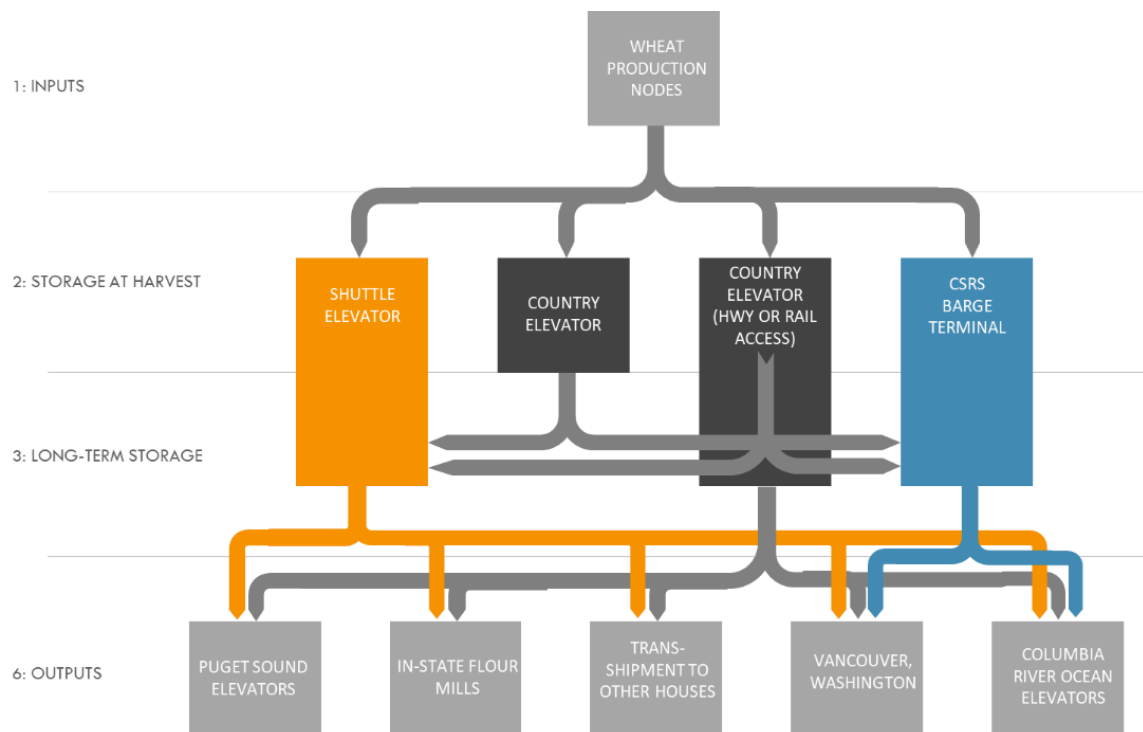 WHEAT
PRODUCTION
NODES
1: INPUTS
2: STORAGE AT HARVEST
SHUTTLE
ELEVATOR
COUNTRY
ELEVATOR
COUNTRY
ELEVATOR
(HWY OR RAIL
ACCESS)
CSRS
BARGE
TERMINAL
3: LONG-TERM STORAGE
6: OUTPUTS
PUGET SOUND
ELEVATORS
IN-STATE FLOUR
MILLS
TRANS-
SHIPMENT TO
OTHER HOUSES
VANCOUVER,
WASHINGTON
COLUMBIA
RIVER OCEAN
ELEVATORS